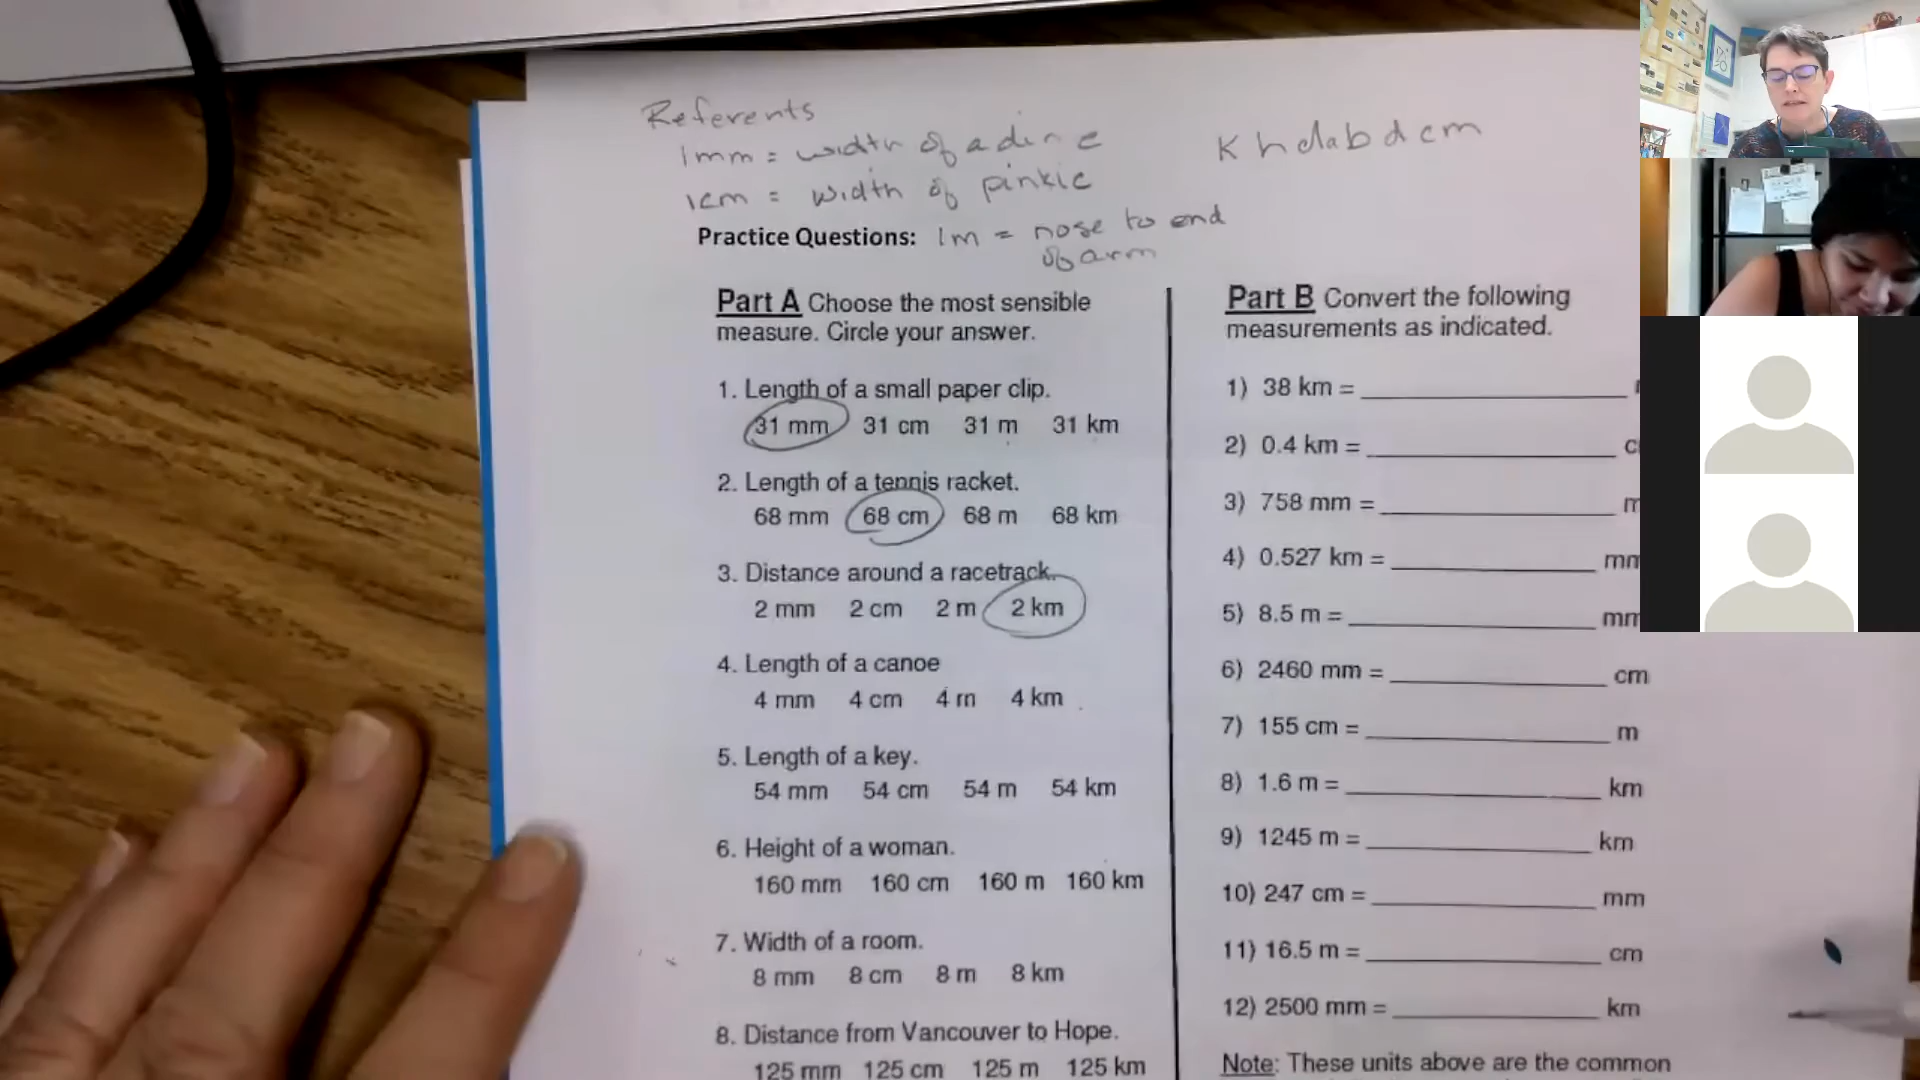 Referents
1mm = width of a dime
1cm = width of pinkie
K h da b d c m
Practice Questions: 1m = nose to end
of arm
Part A Choose the most sensible
measure. Circle your answer.
1. Length of a small paper clip.
31 mm 31 cm 31 m 31 km
2. Length of a tennis racket.
68 mm 68 cm 68 m 68 km
3. Distance around a racetrack.
2 mm 2 cm 2 m 2 km
4. Length of a canoe
4 mm 4 cm 4 m 4 km
5. Length of a key.
54 mm 54 cm 54 m 54 km
6. Height of a woman.
160 mm 160 cm 160 m 160 km
7. Width of a room.
8 mm 8 cm 8 m 8 km
8. Distance from Vancouver to Hope.
125 mm 125 cm 125 m 125 km
Part B Convert the following
measurements as indicated.
1) 38 km =
2) 0.4 km =
3) 758 mm =
4) 0.527 km = mm
5) 8.5 m =
6) 2460 mm = cm
7) 155 cm = m
8) 1.6 m = km
9) 1245 m = km
10) 247 cm = mm
11) 16.5 m = cm
12) 2500 mm = km
Note: These units above are the common